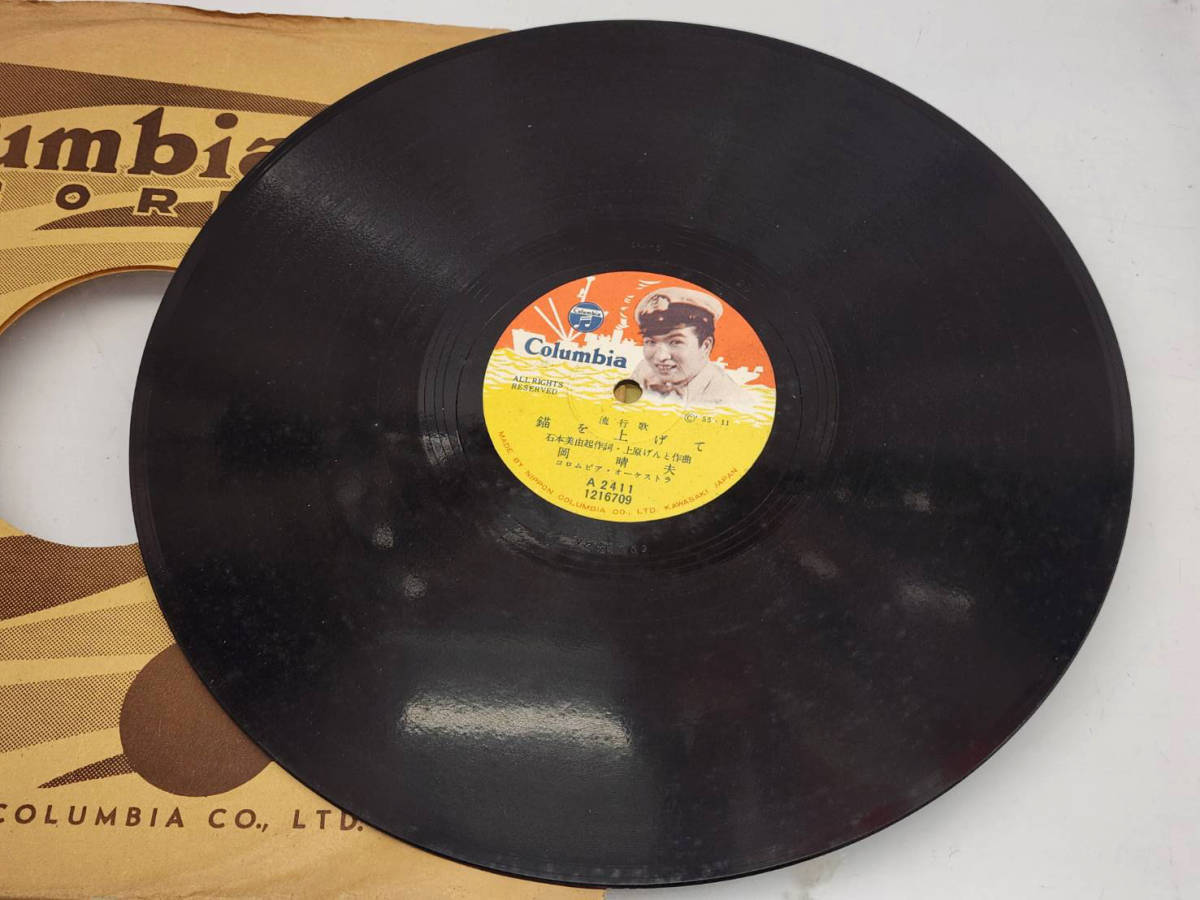 umbia
OR
COLUMBIA CO., LTD.
Columbia
Columbia
ALL RIGHTS
RESERVED
Ⓒ 55・11
流行歌
錨を上げて
石本美由起作詞・上原げんと作曲
岡晴夫
コロムビア・オーケストラ
A 2411
1216709
MADE BY NIPPON COLUMBIA CO., LTD. KAWASAKI JAPAN